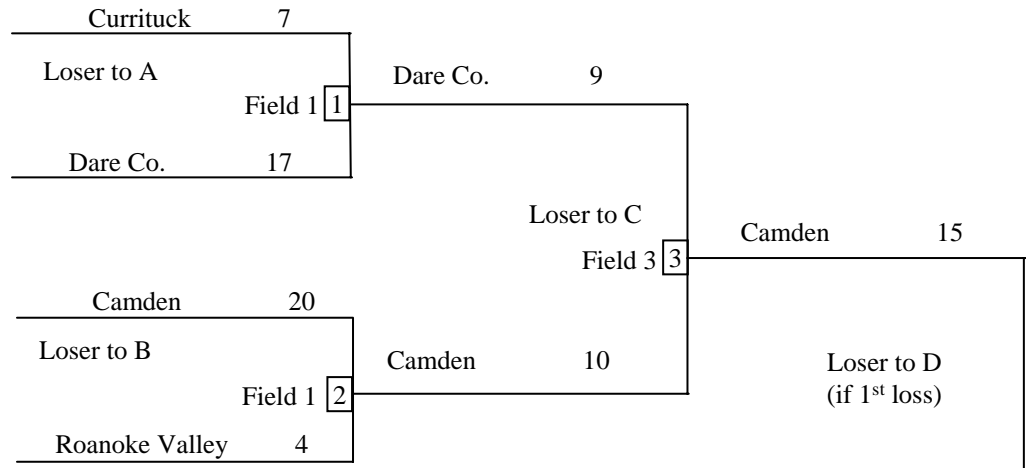 Currituck 7
Loser to A
Dare Co. 9
Field 1 1
Dare Co. 17
Loser to C
Camden 15
Field 3 3
Camden 20
Loser to B
Camden 10
Loser to D
(if 1st loss)
Field 1 2
Roanoke Valley 4